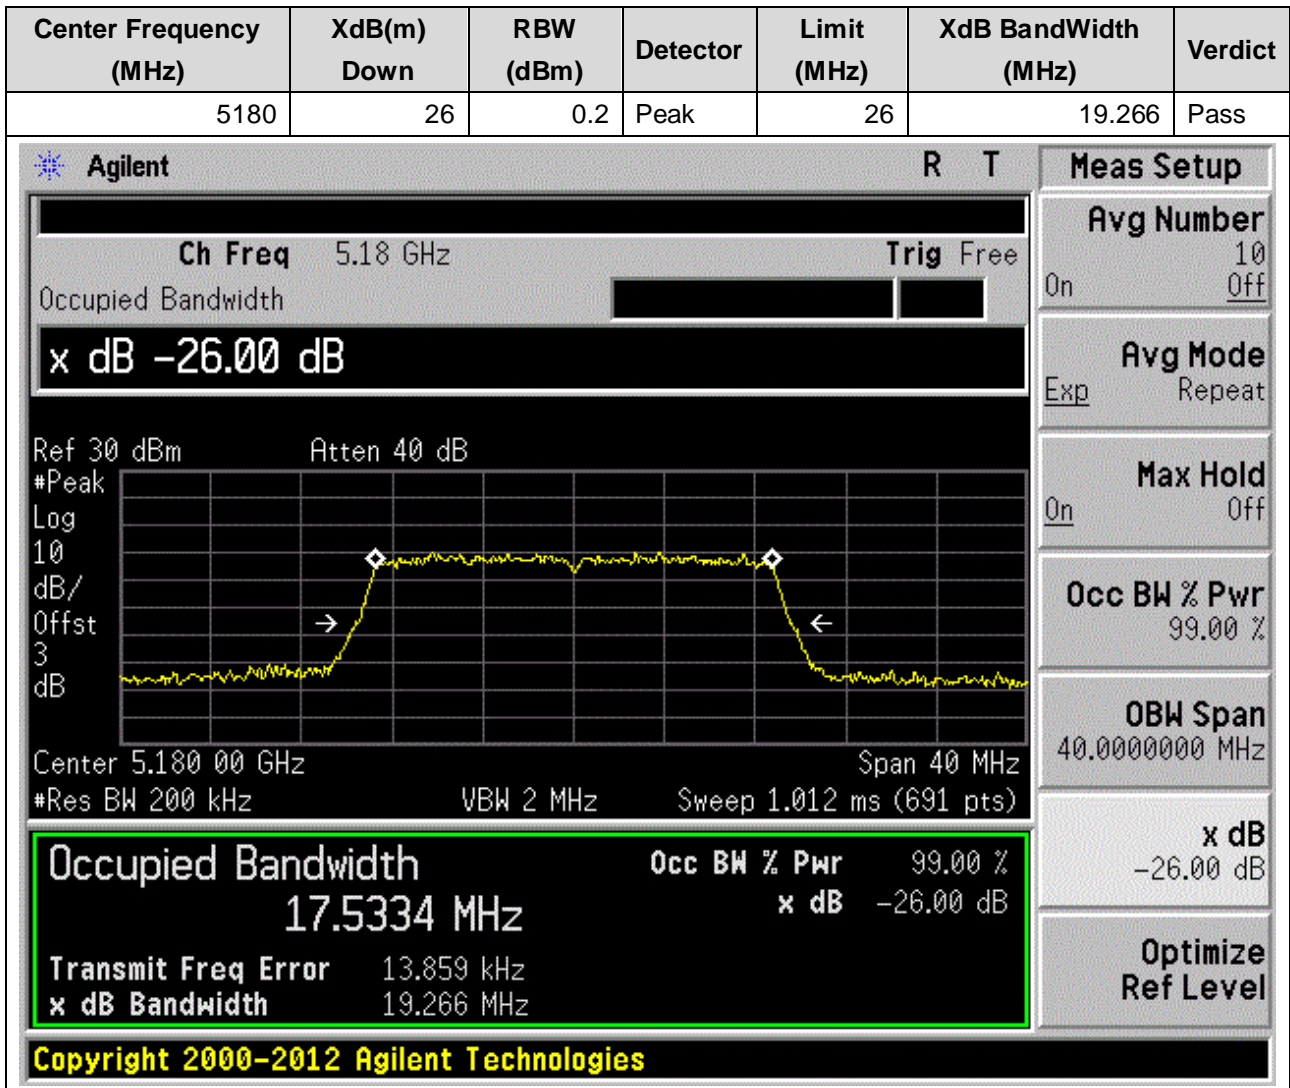 Center Frequency (MHz) XdB(m) Down RBW (dBm) Detector Limit (MHz) XdB BandWidth (MHz) Verdict
5180 26 0.2 Peak 26 19.266 Pass
Agilent R T
Ch Freq 5.18 GHz Trig Free
Occupied Bandwidth
x dB -26.00 dB
Ref 30 dBm Atten 40 dB
#Peak
Log
10
dB/
Offst
3
dB
Center 5.180 00 GHz Span 40 MHz
#Res BW 200 kHz VBW 2 MHz Sweep 1.012 ms (691 pts)
Occupied Bandwidth Occ BW % Pwr 99.00 %
17.5334 MHz x dB -26.00 dB
Transmit Freq Error 13.859 kHz
x dB Bandwidth 19.266 MHz
Copyright 2000-2012 Agilent Technologies
Meas Setup
Avg Number
10
On Off
Avg Mode
Exp Repeat
Max Hold
On Off
Occ BW % Pwr
99.00 %
OBW Span
40.0000000 MHz
x dB
-26.00 dB
Optimize
Ref Level